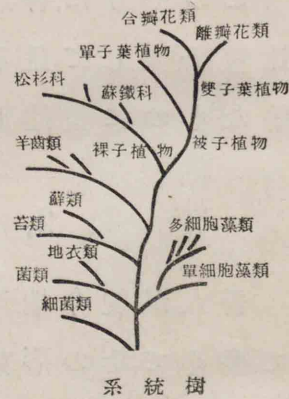 合瓣花類
離瓣花類
單子葉植物
雙子葉植物
松杉科
蘇鐵科
羊齒類
裸子植物
被子植物
蘚類
苔類
多細胞藻類
地衣類
單細胞藻類
菌類
細菌類
系統樹